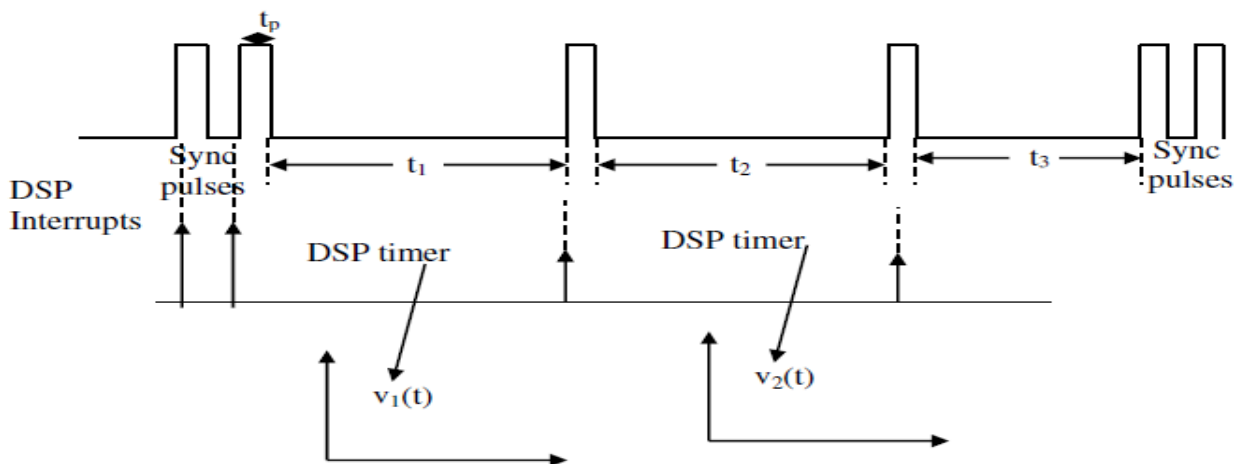 tp
Sync
pulses
t1
t2
t3
Sync
pulses
DSP
Interrupts
DSP timer
DSP timer
v1(t)
v2(t)